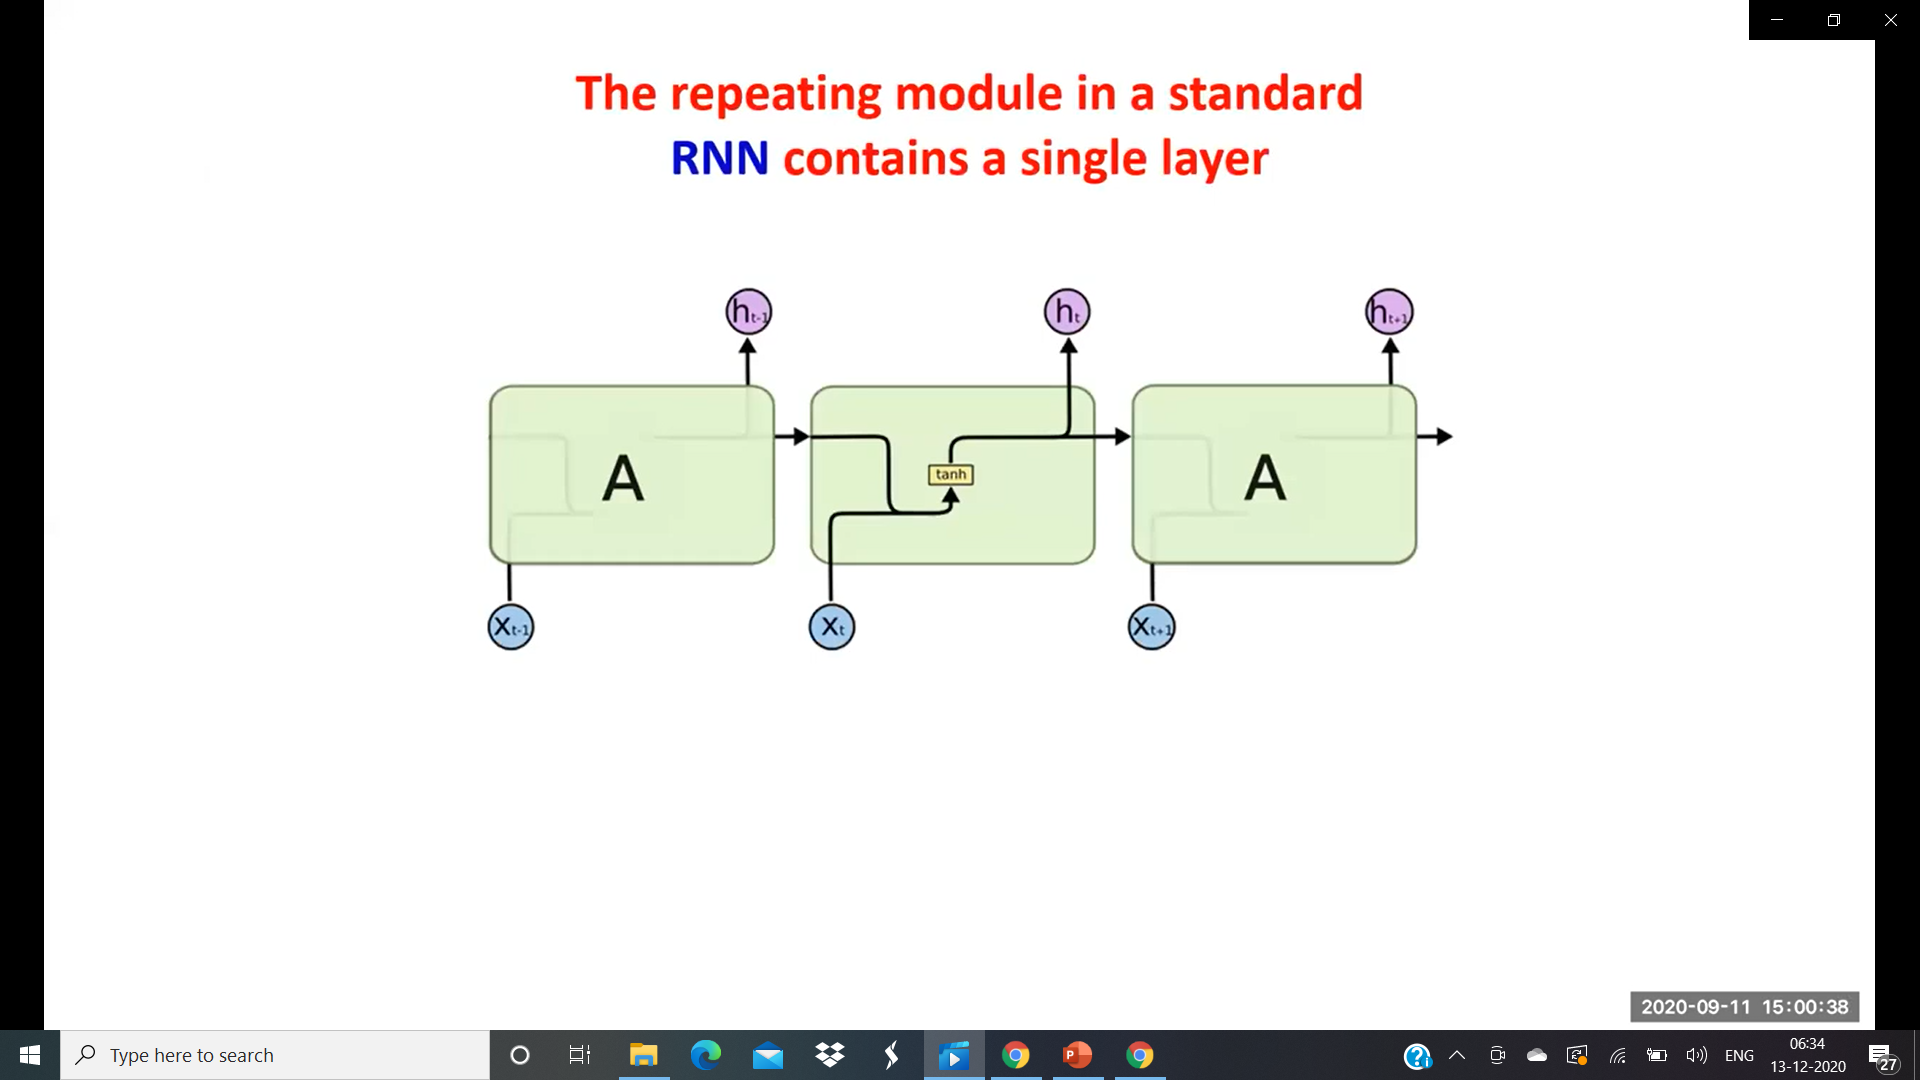 The repeating module in a standard
RNN contains a single layer
ht-1
ht
ht+1
A
tanh
A
Xt-1
Xt
Xt+1
2020-09-11 15:00:38
Type here to search
ENG
06:34
13-12-2020
27